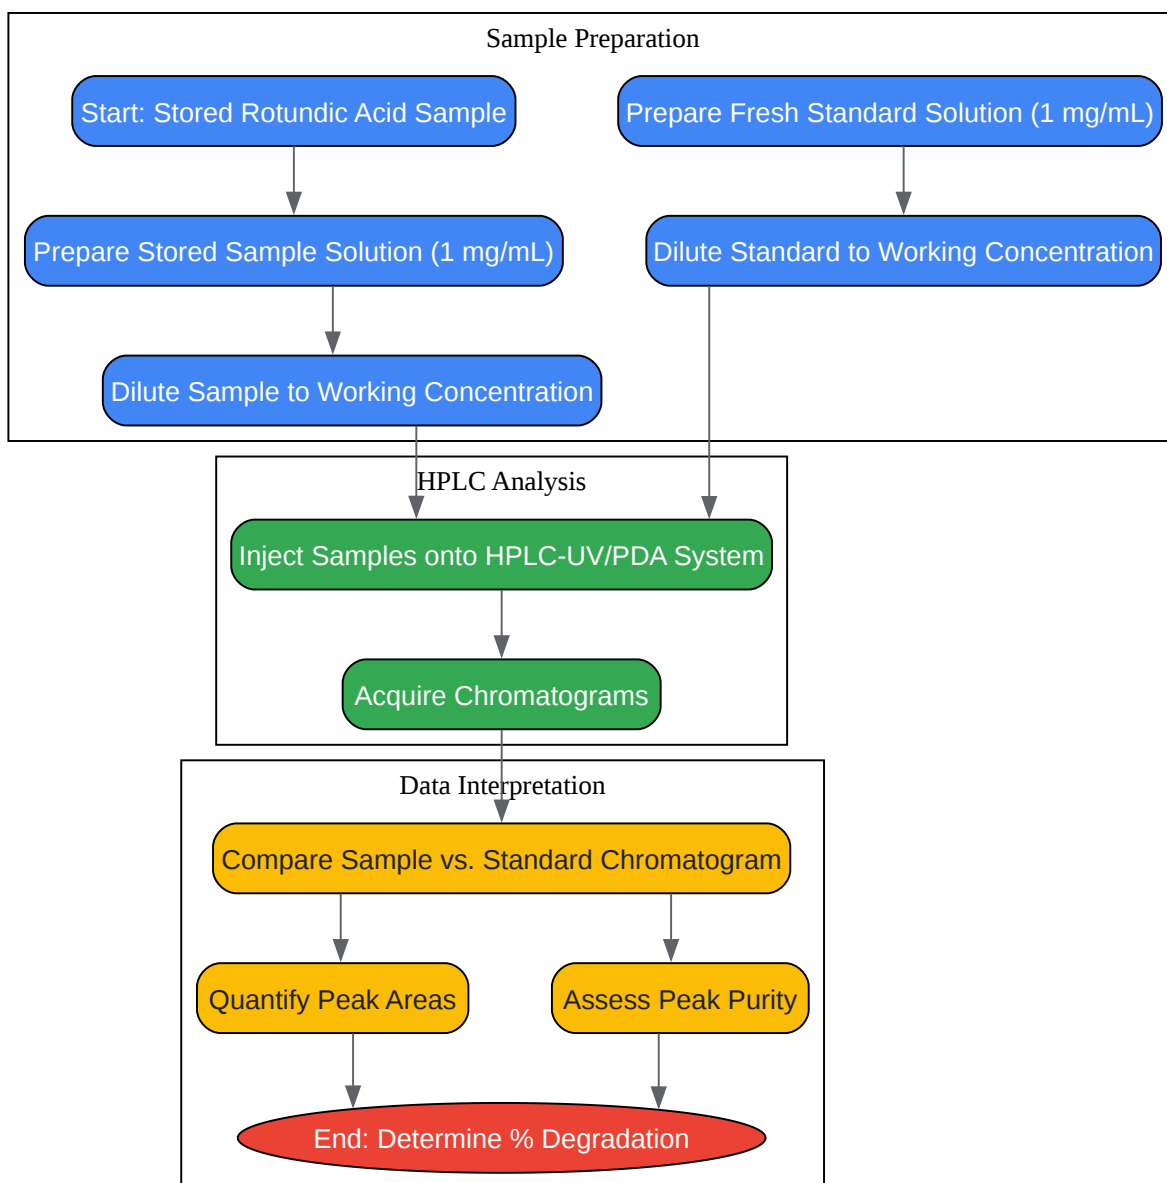 Sample Preparation
Start: Stored Rotundic Acid Sample
Prepare Fresh Standard Solution (1 mg/mL)
Prepare Stored Sample Solution (1 mg/mL)
Dilute Standard to Working Concentration
Dilute Sample to Working Concentration
HPLC Analysis
Inject Samples onto HPLC-UV/PDA System
Acquire Chromatograms
Data Interpretation
Compare Sample vs. Standard Chromatogram
Quantify Peak Areas
Assess Peak Purity
End: Determine % Degradation